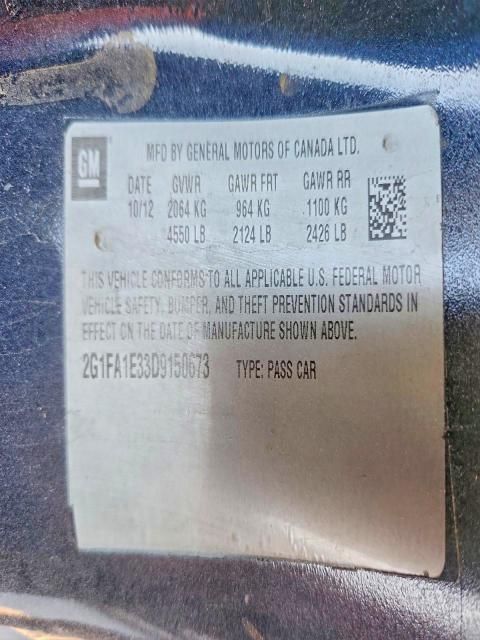 GM
MFD BY GENERAL MOTORS OF CANADA LTD.
DATE GVWR GAWR FRT GAWR RR
10/12 2064 KG 964 KG 1100 KG
4550 LB 2124 LB 2426 LB
THIS VEHICLE CONFORMS TO ALL APPLICABLE U.S. FEDERAL MOTOR
VEHICLE SAFETY, BUMPER, AND THEFT PREVENTION STANDARDS IN
EFFECT ON THE DATE OF MANUFACTURE SHOWN ABOVE.
2G1FA1E33D9150673 TYPE: PASS CAR